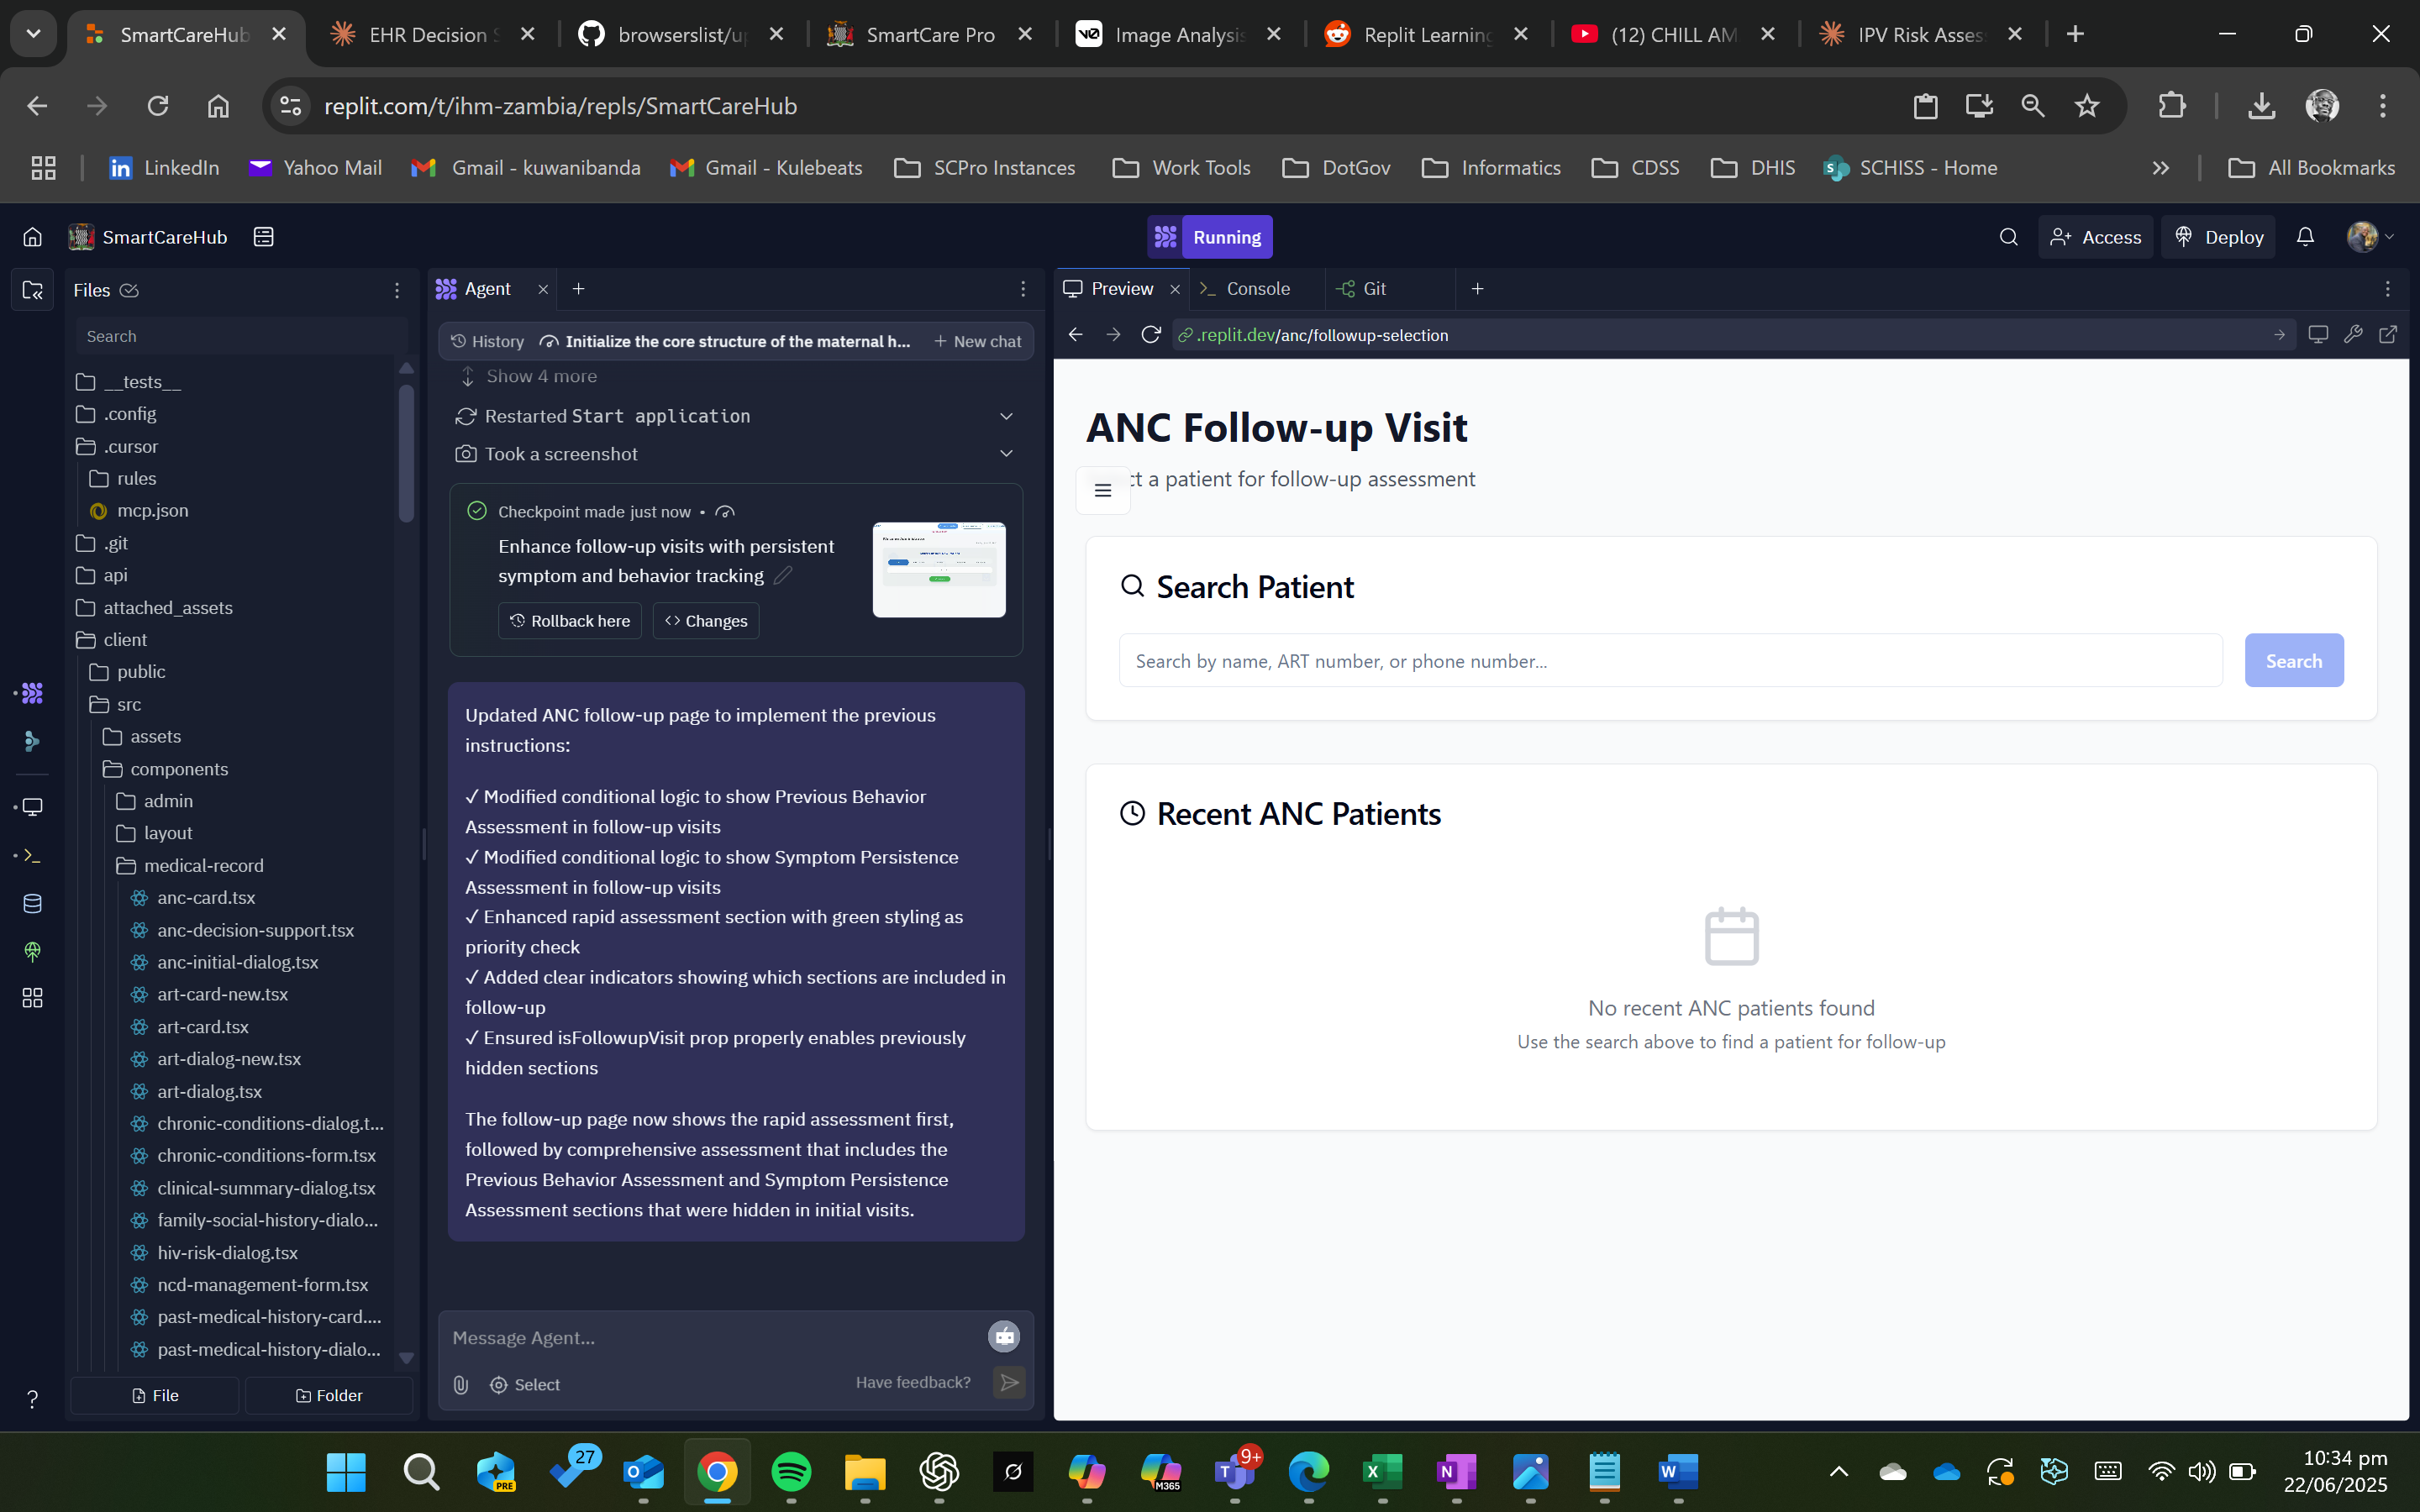 SmartCareHub
EHR Decision S
browserslist/up
SmartCare Pro
Image Analysis
Replit Learning
(12) CHILL AM
IPV Risk Asses
replit.com/t/ihm-zambia/repls/SmartCareHub
LinkedIn
Yahoo Mail
Gmail - kuwanibanda
Gmail - Kulebeats
SCPro Instances
Work Tools
DotGov
Informatics
CDSS
DHIS
SCHISS - Home
All Bookmarks
SmartCareHub
Running
Access
Deploy
Files
Search
__tests__
.config
.cursor
rules
mcp.json
.git
api
attached_assets
client
public
src
assets
components
admin
layout
medical-record
anc-card.tsx
anc-decision-support.tsx
anc-initial-dialog.tsx
art-card-new.tsx
art-card.tsx
art-dialog-new.tsx
art-dialog.tsx
chronic-conditions-dialog.t...
chronic-conditions-form.tsx
clinical-summary-dialog.tsx
family-social-history-dialo...
hiv-risk-dialog.tsx
ncd-management-form.tsx
past-medical-history-card....
past-medical-history-dialo...
File
Folder
Agent
History
Initialize the core structure of the maternal h...
New chat
Show 4 more
Restarted Start application
Took a screenshot
Checkpoint made just now •
Enhance follow-up visits with persistent
symptom and behavior tracking
Rollback here
Changes
Updated ANC follow-up page to implement the previous
instructions:
✓ Modified conditional logic to show Previous Behavior
Assessment in follow-up visits
✓ Modified conditional logic to show Symptom Persistence
Assessment in follow-up visits
✓ Enhanced rapid assessment section with green styling as
priority check
✓ Added clear indicators showing which sections are included in
follow-up
✓ Ensured isFollowupVisit prop properly enables previously
hidden sections
The follow-up page now shows the rapid assessment first,
followed by comprehensive assessment that includes the
Previous Behavior Assessment and Symptom Persistence
Assessment sections that were hidden in initial visits.
Message Agent...
Select
Have feedback?
Preview
Console
Git
.replit.dev/anc/followup-selection
ANC Follow-up Visit
ct a patient for follow-up assessment
Search Patient
Search by name, ART number, or phone number...
Search
Recent ANC Patients
No recent ANC patients found
Use the search above to find a patient for follow-up
PRE
27
M365
9+
10:34 pm
22/06/2025